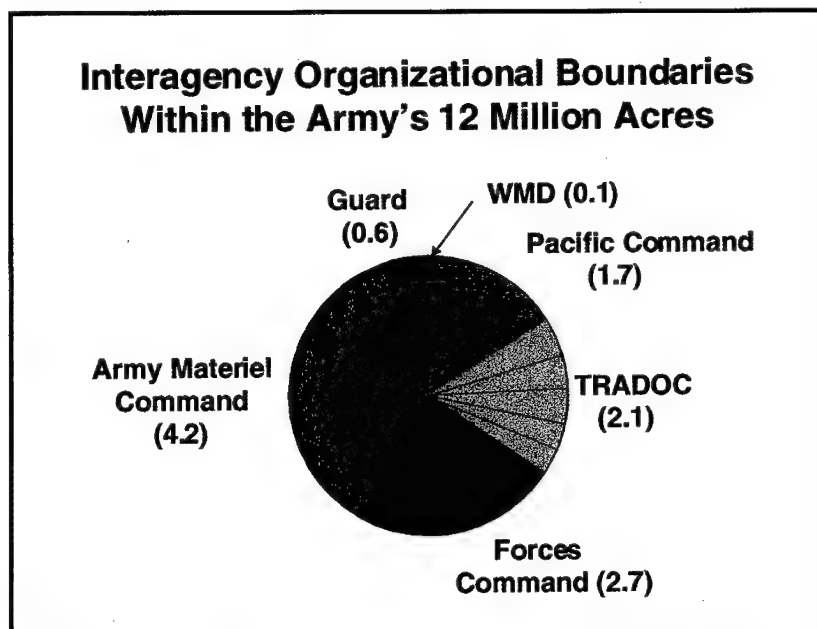 Interagency Organizational Boundaries
Within the Army's 12 Million Acres
Guard
(0.6)
WMD (0.1)
Pacific Command
(1.7)
Army Materiel
Command
(4.2)
TRADOC
(2.1)
Forces
Command (2.7)